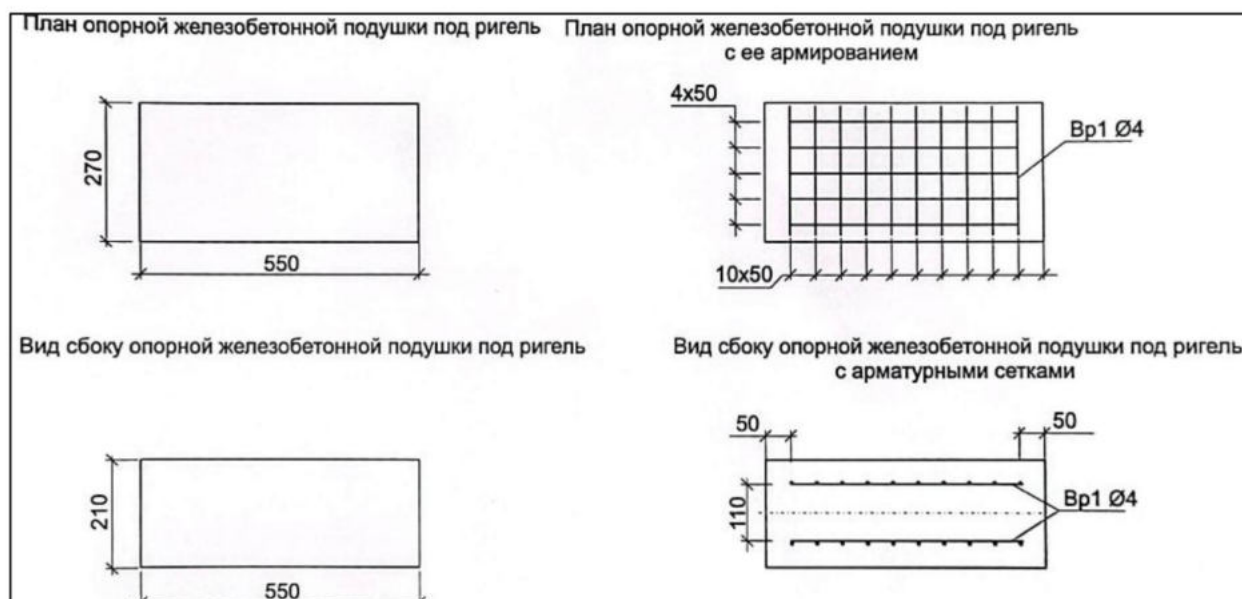 План опорной железобетонной подушки под ригель
270
550
План опорной железобетонной подушки под ригель
с ее армированием
4x50
Вр1 Ø4
10x50
Вид сбоку опорной железобетонной подушки под ригель
210
550
Вид сбоку опорной железобетонной подушки под ригель
с арматурными сетками
50
50
110
Вр1 Ø4